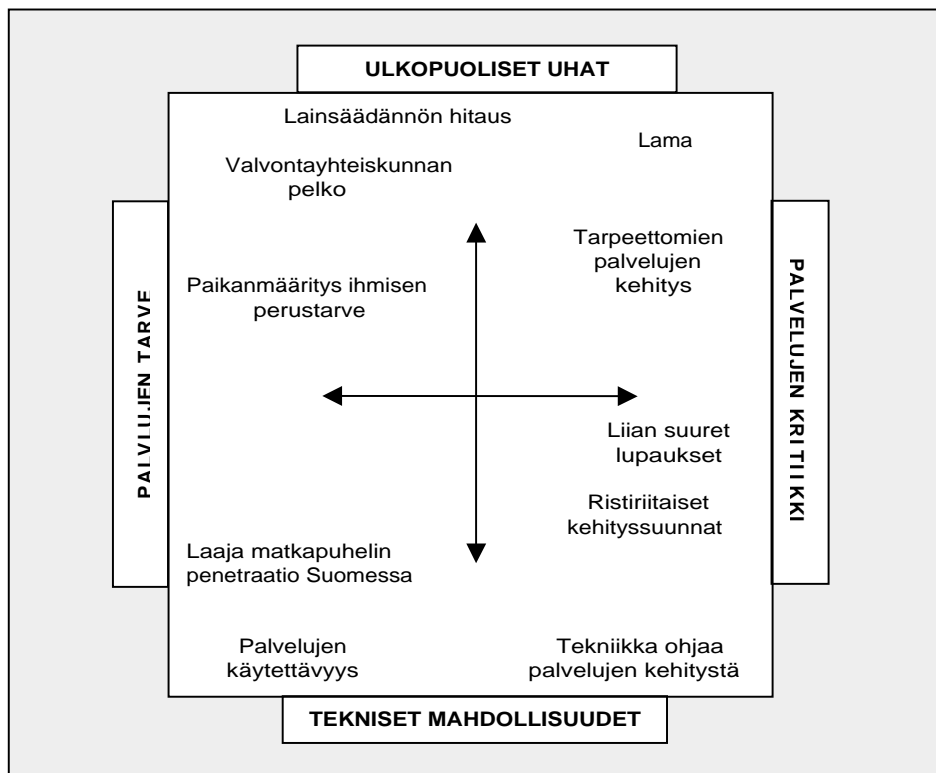 ULKOPUOLISET UHAT
Lainsäädännön hitaus
Lama
Valvontayhteiskunnan
pelko
Tarpeettomien
palvelujen
kehitys
Paikanmääritys ihmisen
perustarve
PALVELUJEN TARVE
PALVELUJEN KRITIIKKI
Liian suuret
lupaukset
Ristiriitaiset
kehityssuunnat
Laaja matkapuhelin
penetraatio Suomessa
Palvelujen
käytettävyys
Tekniikka ohjaa
palvelujen kehitystä
TEKNISET MAHDOLLISUUDET